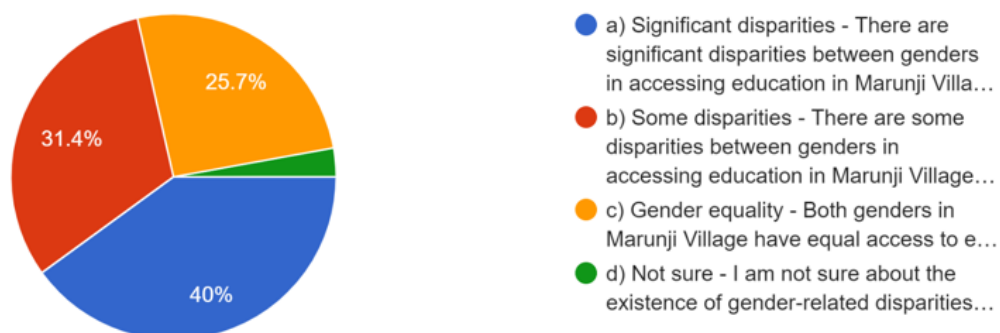 25.7%
31.4%
40%
a) Significant disparities - There are
significant disparities between genders
in accessing education in Marunji Villa…
b) Some disparities - There are some
disparities between genders in
accessing education in Marunji Village…
c) Gender equality - Both genders in
Marunji Village have equal access to e…
d) Not sure - I am not sure about the
existence of gender-related disparities…